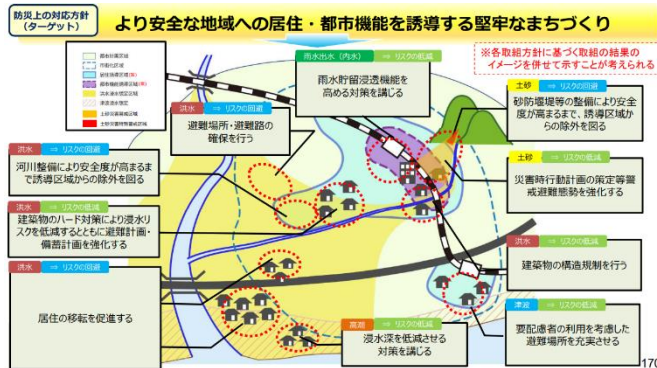 防災上の対応方針
(ターゲット)
より安全な地域への居住・都市機能を誘導する堅牢なまちづくり
※各取組方針に基づく取組の結果の
イメージを併せて示すことが考えられる
雨水出水(内水) ⇒ リスクの低減
雨水貯留浸透機能を
高める対策を講じる
土砂 ⇒ リスクの回避
砂防堰堤等の整備により安全
度が高まるまで、誘導区域か
らの除外を図る
洪水 ⇒ リスクの回避
避難場所・避難路の
確保を行う
洪水 ⇒ リスクの回避
河川整備により安全度が高まるま
で誘導区域からの除外を図る
土砂 ⇒ リスクの低減
災害時行動計画の策定等警
戒避難態勢を強化する
洪水 ⇒ リスクの低減
建築物のハード対策により浸水リ
スクを低減するとともに避難計画・
備蓄計画を強化する
洪水 ⇒ リスクの低減
建築物の構造規制を行う
洪水 ⇒ リスクの回避
居住の移転を促進する
高潮 ⇒ リスクの低減
浸水深を低減させる
対策を講じる
津波 ⇒ リスクの低減
要配慮者の利用を考慮した
避難場所を充実させる
170